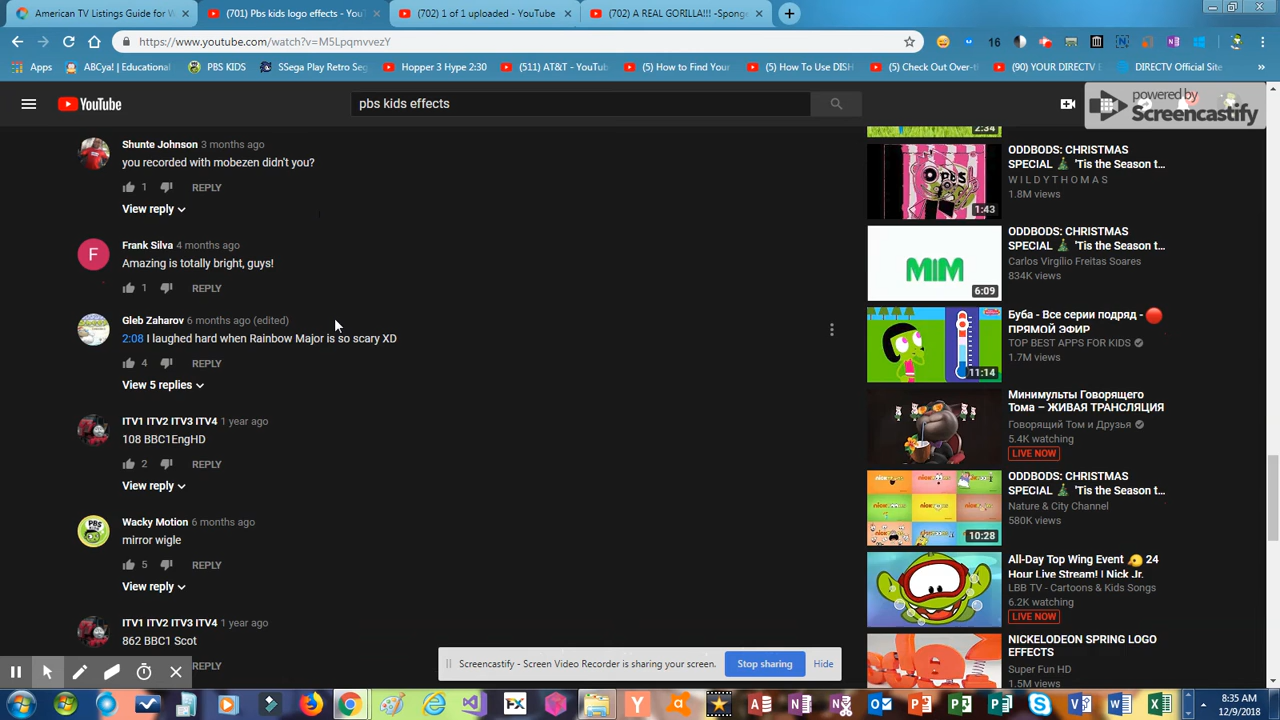 American TV Listings Guide for W
(701) Pbs kids logo effects - YouT
(702) 1 of 1 uploaded - YouTube
(702) A REAL GORILLA!!! -Sponge
https://www.youtube.com/watch?v=M5LpqmvvezY
16
Apps
ABCya! | Educational
PBS KIDS
SSega Play Retro Seg
Hopper 3 Hype 2:30
(511) AT&T - YouTub
(5) How to Find Your
(5) How To Use DISH
(5) Check Out Over-t
(90) YOUR DIRECTV E
DIRECTV Official Site
YouTube
pbs kids effects
powered by
Screencastify
Shunte Johnson 3 months ago
you recorded with mobezen didn't you?
1 REPLY
View reply
Frank Silva 4 months ago
Amazing is totally bright, guys!
1 REPLY
Gleb Zahamy 6 months ago (edited)
2:08 I laughed hard when Rainbow Major is so scary XD
4 REPLY
View 5 replies
ITV1 ITV2 ITV3 ITV4 1 year ago
108 BBC1EngHD
2 REPLY
View reply
Wacky Motion 6 months ago
mirror wigle
5 REPLY
View reply
ITV1 ITV2 ITV3 ITV4 1 year ago
862 BBC1 Scot
REPLY
2:34
ODDBODS: CHRISTMAS
SPECIAL 🎄 'Tis the Season t...
W I L D Y T H O M A S
1.8M views
1:43
ODDBODS: CHRISTMAS
SPECIAL 🎄 'Tis the Season t...
Carlos Virgílio Freitas Soares
834K views
MiM
6:09
Буба - Все серии подряд - 🔴
ПРЯМОЙ ЭФИР
TOP BEST APPS FOR KIDS
1.7M views
11:14
Минимульты Говорящего
Тома – ЖИВАЯ ТРАНСЛЯЦИЯ
Говорящий Том и Друзья
5.4K watching
LIVE NOW
ODDBODS: CHRISTMAS
SPECIAL 🎄 'Tis the Season t...
Nature & City Channel
580K views
10:28
All-Day Top Wing Event 24
Hour Live Stream! | Nick Jr.
LBB TV - Cartoons & Kids Songs
6.2K watching
LIVE NOW
NICKELODEON SPRING LOGO
EFFECTS
Super Fun HD
1.5M views
Screencastify - Screen Video Recorder is sharing your screen.
Stop sharing
Hide
8:35 AM
12/9/2018